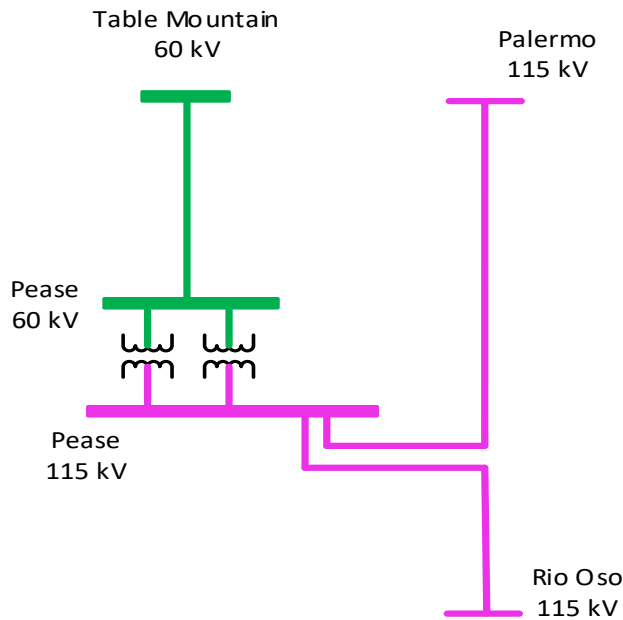 Table Mountain
60 kV
Palermo
115 kV
Pease
60 kV
Pease
115 kV
Rio Oso
115 kV